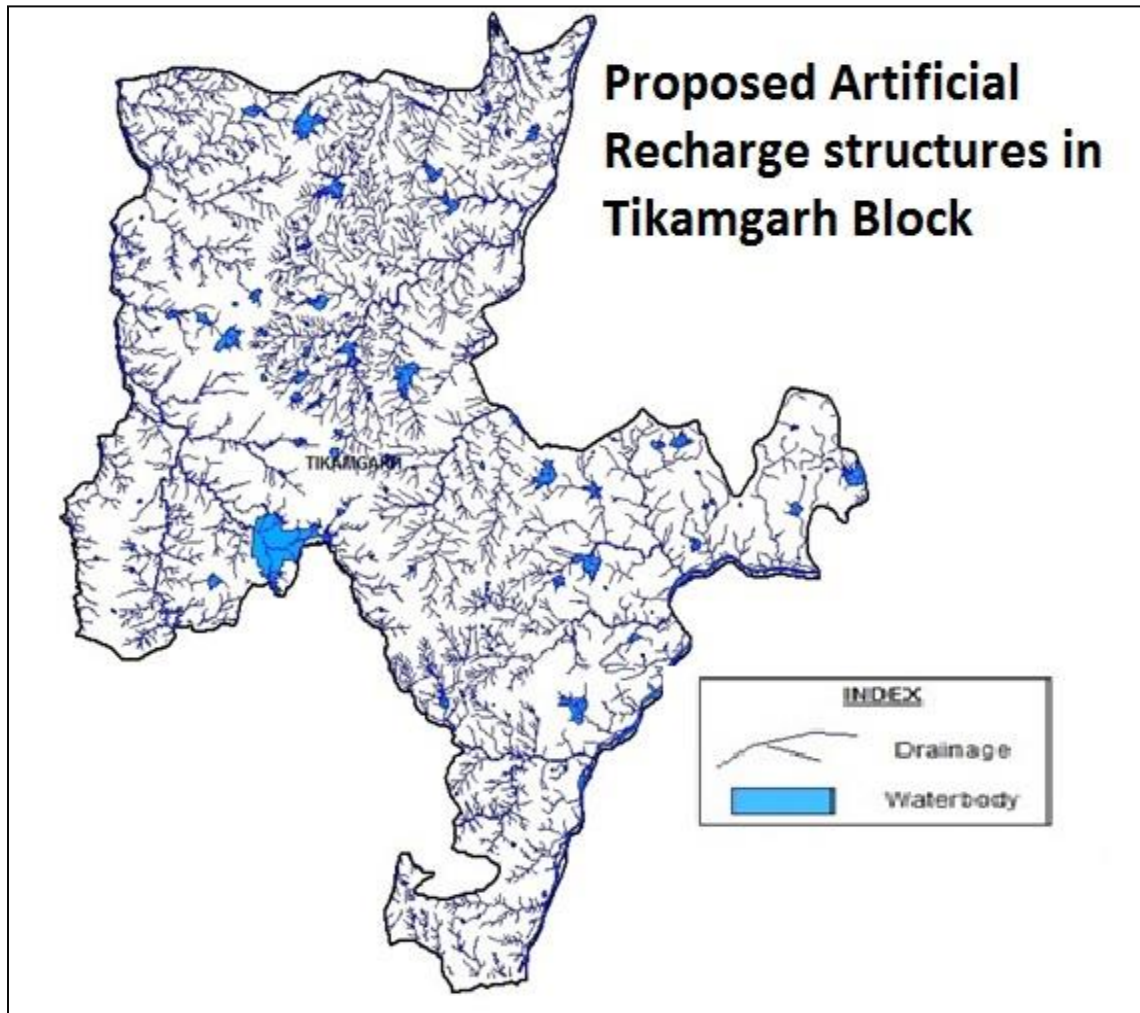 Proposed Artificial
Recharge structures in
Tikamgarh Block
TIKAMGARH
INDEX
Drainage
Waterbody